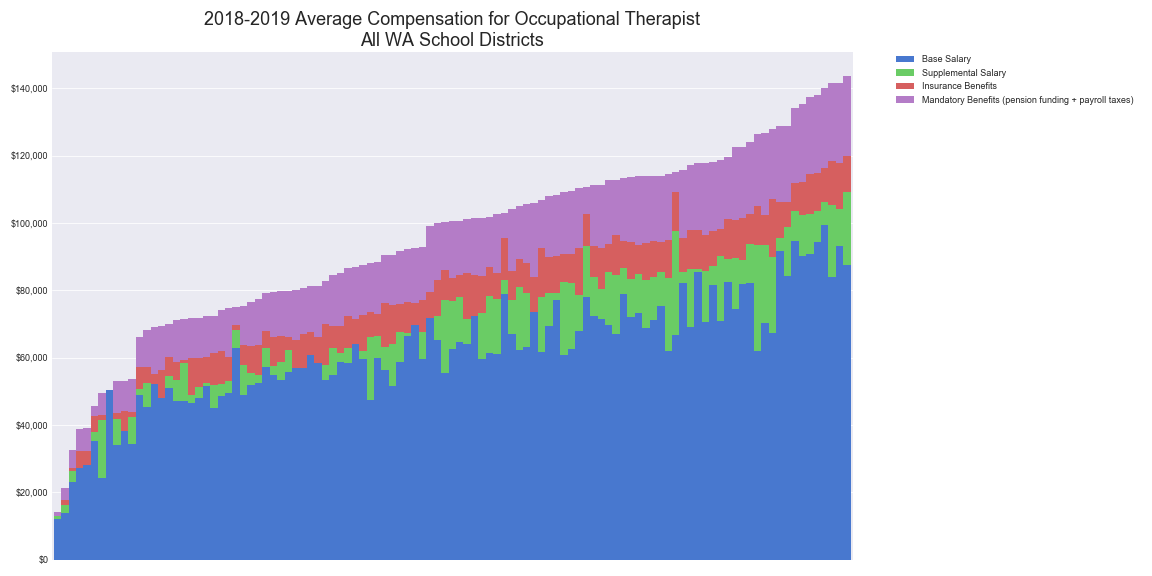 2018-2019 Average Compensation for Occupational Therapist
All WA School Districts
Base Salary
Supplemental Salary
Insurance Benefits
Mandatory Benefits (pension funding + payroll taxes)
$140,000
$120,000
$100,000
$80,000
$60,000
$40,000
$20,000
$0